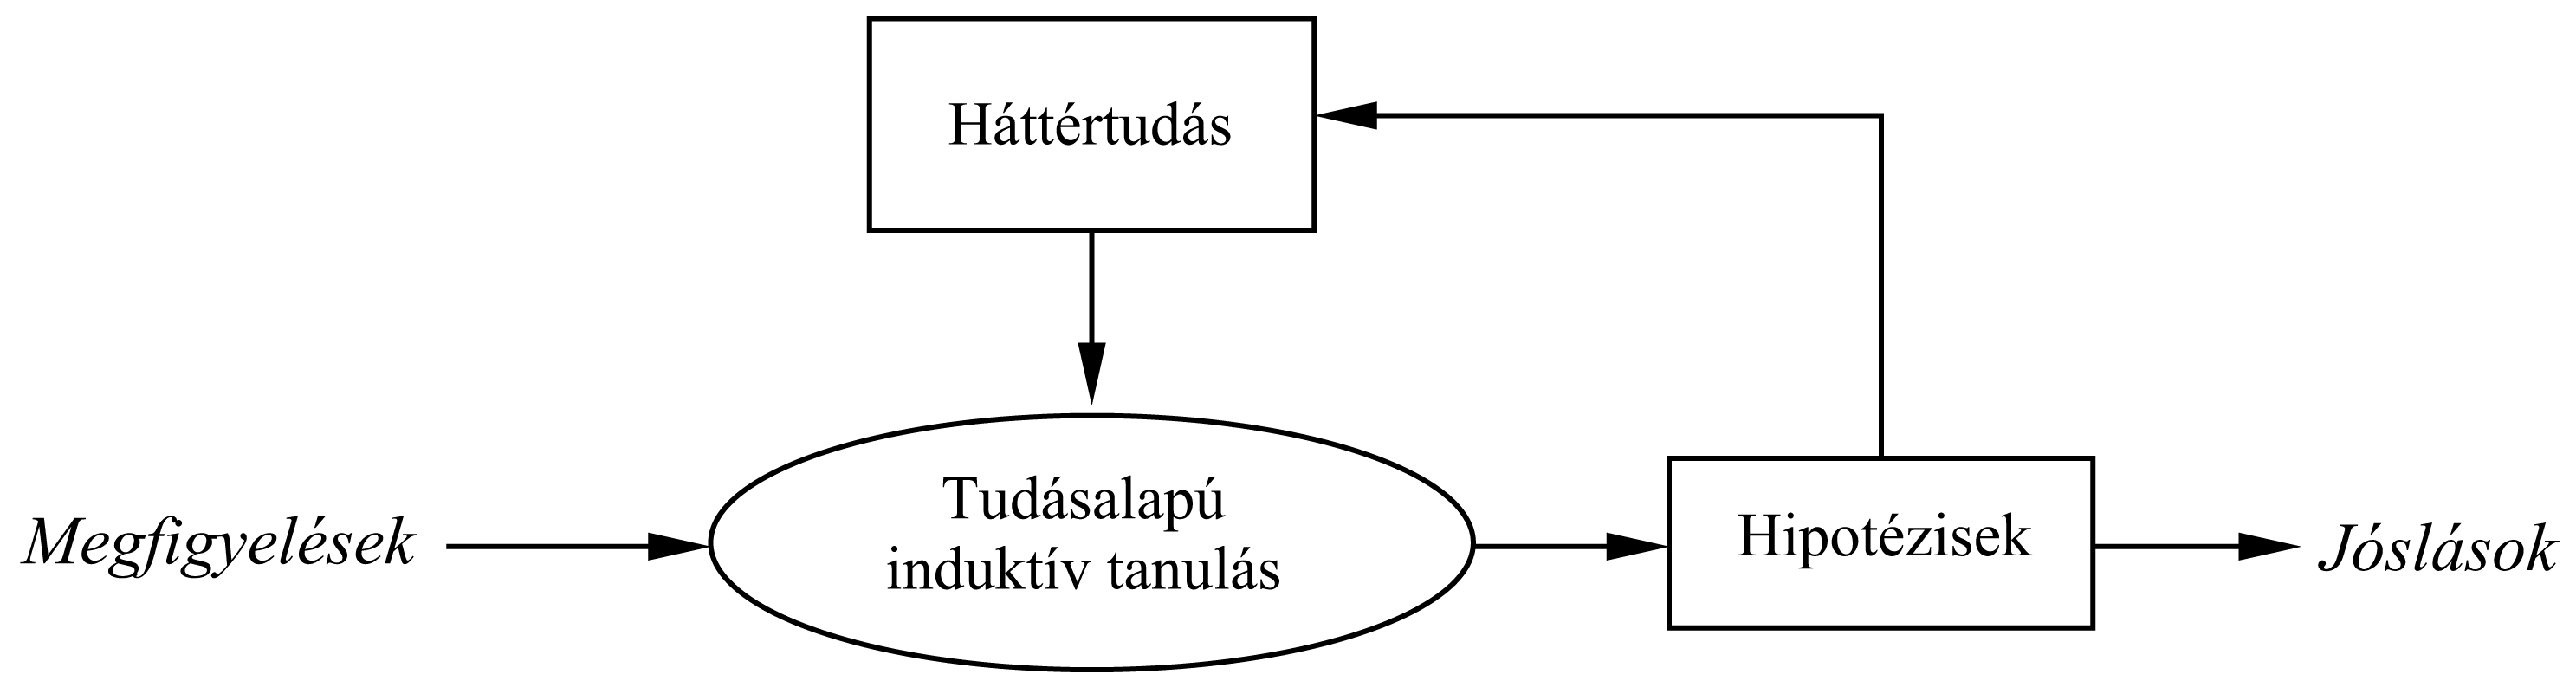 Háttértudás
Megfigyelések
Tudásalapú
induktív tanulás
Hipotézisek
Jóslások